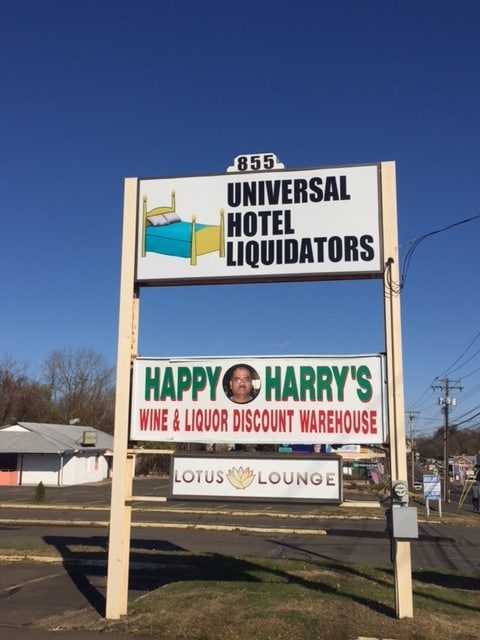 855
UNIVERSAL
HOTEL
LIQUIDATORS
HAPPY HARRY'S
WINE & LIQUOR DISCOUNT WAREHOUSE
LOTUS LOUNGE